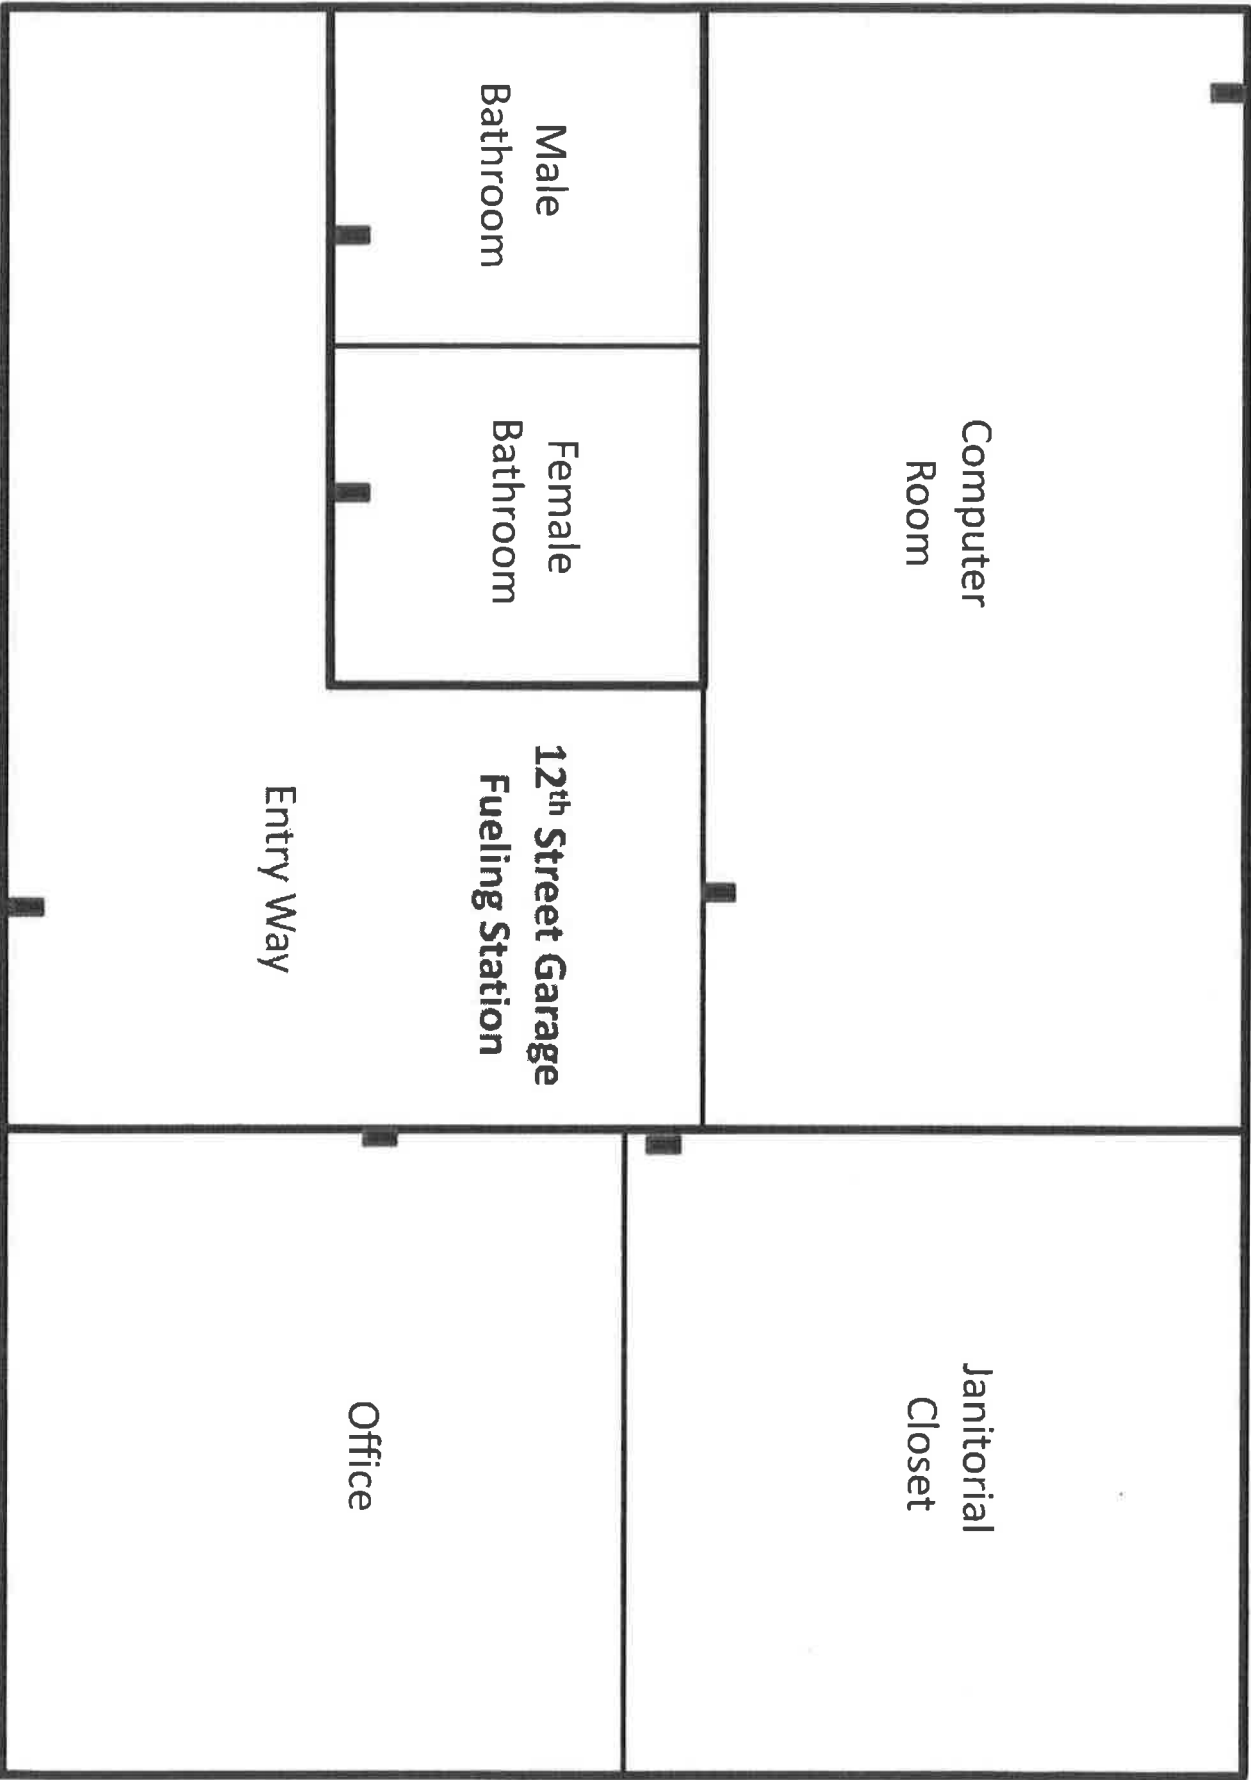 Computer
Room
Janitorial
Closet
Male
Bathroom
Female
Bathroom
12th Street Garage
Fueling Station
Entry Way
Office